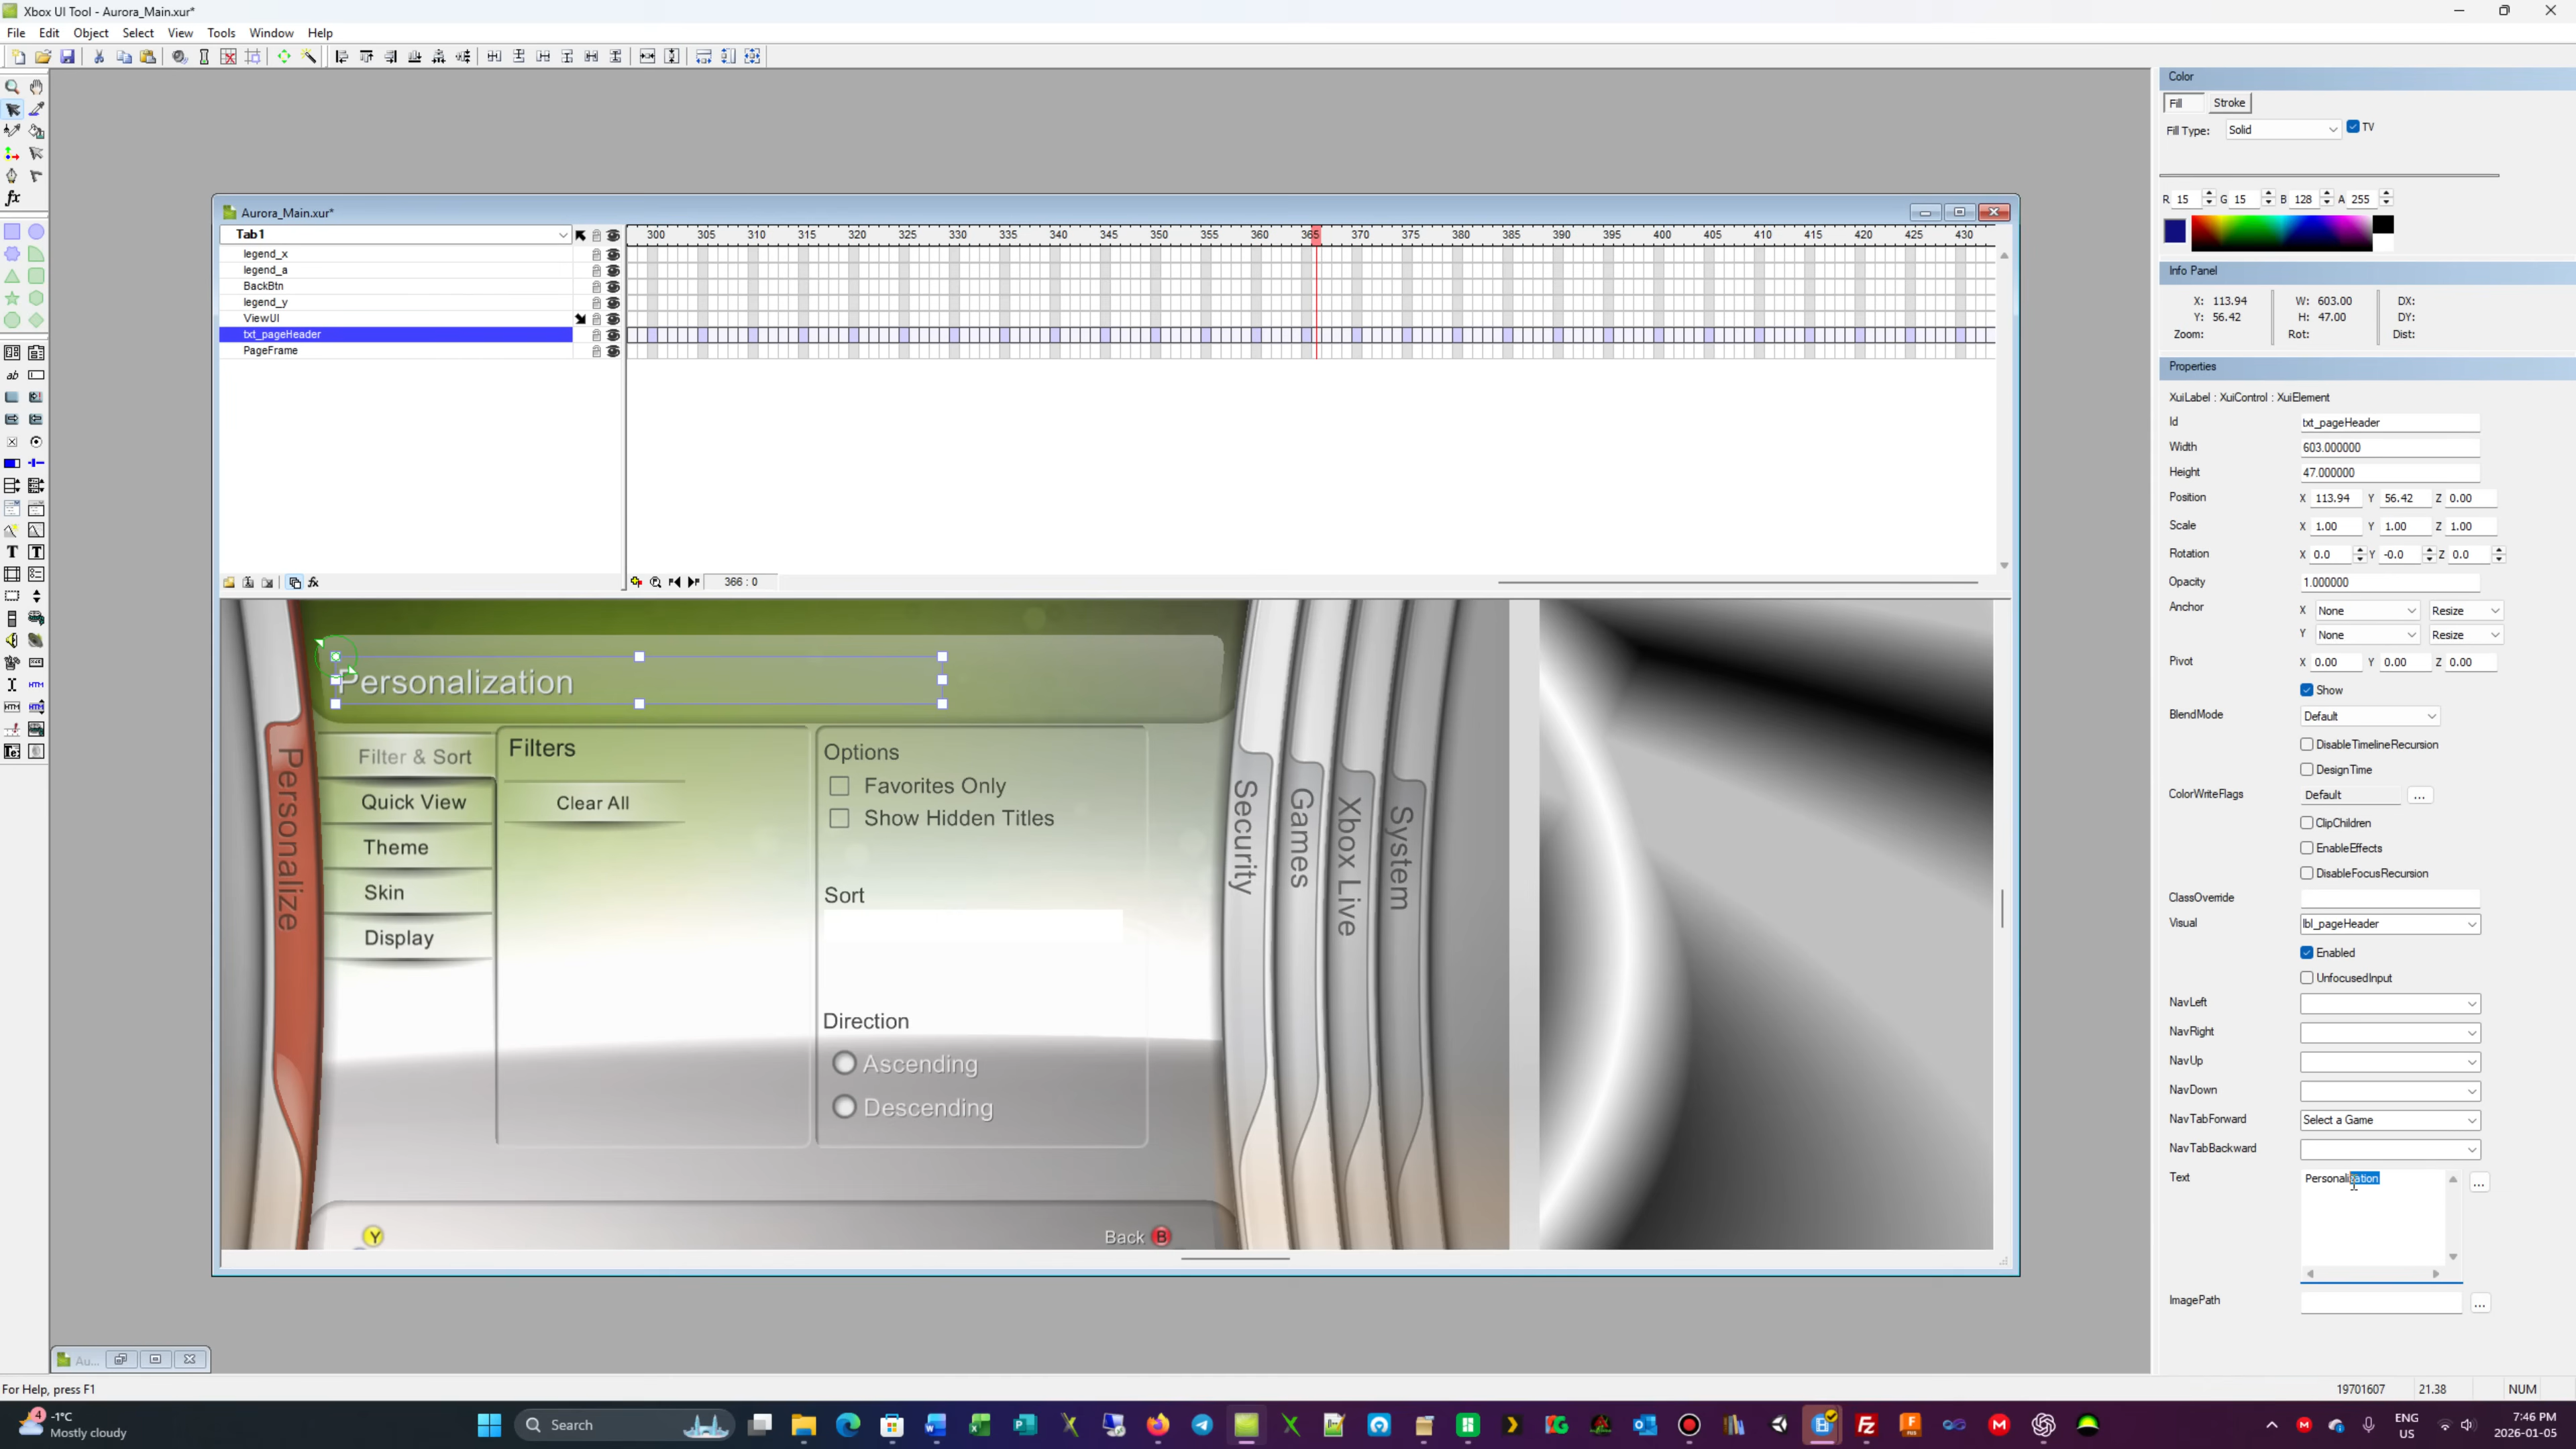 Xbox UI Tool - Aurora_Main.xur*
File Edit Object Select View Tools Window Help
Color
Fill Stroke
Fill Type: Solid TV
R 15 G 15 B 128 A 255
Info Panel
X: 113.94 W: 603.00 DX:
Y: 56.42 H: 47.00 DY:
Zoom: Rot: Dist:
Properties
XuiLabel : XuiControl : XuiElement
Id txt_pageHeader
Width 603.000000
Height 47.000000
Position X 113.94 Y 56.42 Z 0.00
Scale X 1.00 Y 1.00 Z 1.00
Rotation X 0.0 Y -0.0 Z 0.0
Opacity 1.000000
Anchor X None Resize
Y None Resize
Pivot X 0.00 Y 0.00 Z 0.00
Show
BlendMode Default
DisableTimelineRecursion
DesignTime
ColorWriteFlags Default ...
ClipChildren
EnableEffects
DisableFocusRecursion
ClassOverride
Visual lbl_pageHeader
Enabled
UnfocusedInput
NavLeft
NavRight
NavUp
NavDown
NavTabForward Select a Game
NavTabBackward
Text Personalization ...
ImagePath ...
Aurora_Main.xur*
Tab1
300 305 310 315 320 325 330 335 340 345 350 355 360 365 370 375 380 385 390 395 400 405 410 415 420 425 430
legend_x
legend_a
BackBtn
legend_y
ViewUI
txt_pageHeader
PageFrame
366 : 0
Personalization
Personalize
Filter & Sort
Quick View
Theme
Skin
Display
Filters
Clear All
Options
Favorites Only
Show Hidden Titles
Sort
Direction
Ascending
Descending
Security
Games
Xbox Live
System
Y
Back B
ab
fx
T T
HTM
HTM HTM
Au...
For Help, press F1
19701607 21.38 NUM
4
-1°C
Mostly cloudy
Search
ENG
US
7:46 PM
2026-01-05